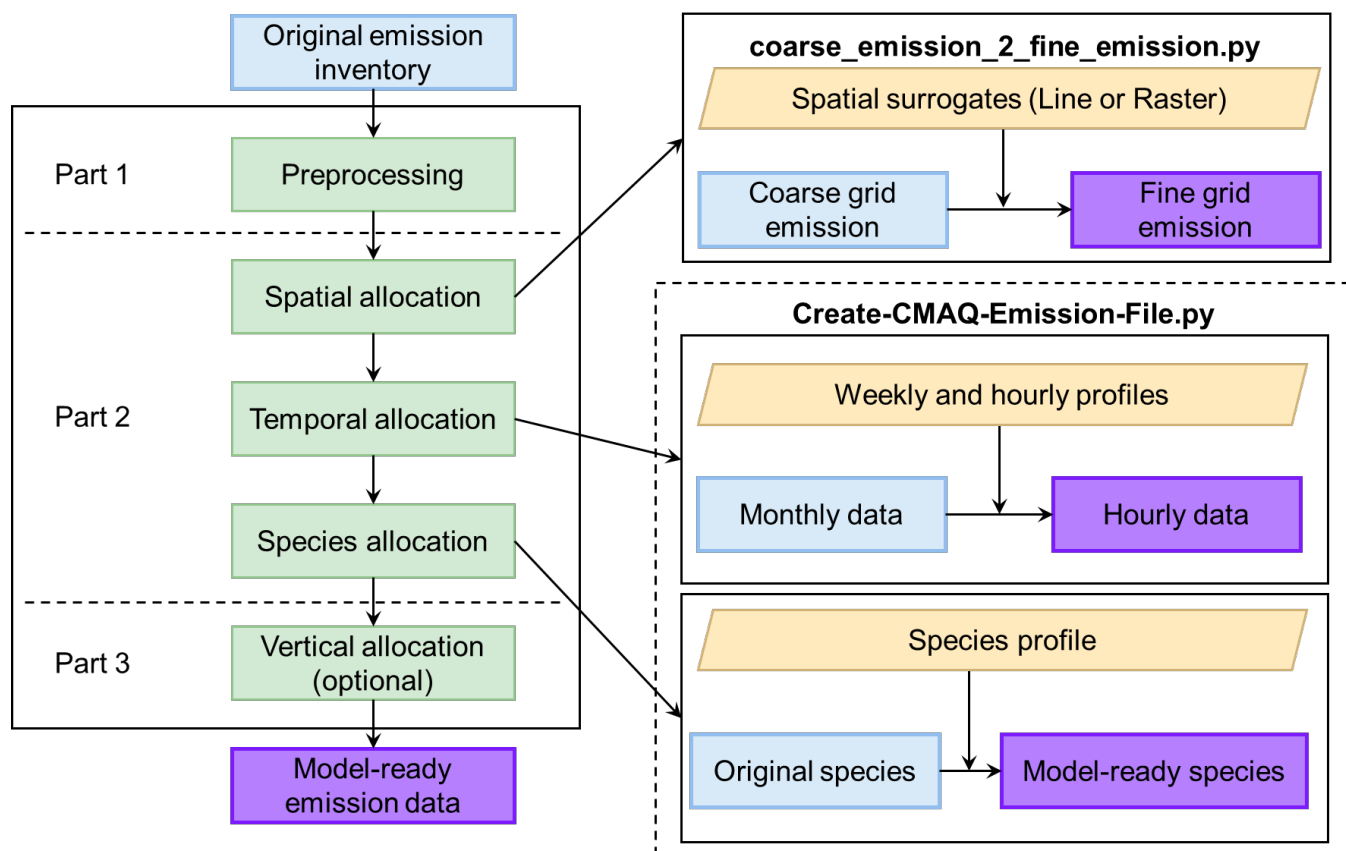 Original emission
inventory
Part 1
Preprocessing
Part 2
Spatial allocation
Temporal allocation
Species allocation
Part 3
Vertical allocation
(optional)
Model-ready
emission data
coarse_emission_2_fine_emission.py
Spatial surrogates (Line or Raster)
Coarse grid
emission
Fine grid
emission
Create-CMAQ-Emission-File.py
Weekly and hourly profiles
Monthly data
Hourly data
Species profile
Original species
Model-ready species